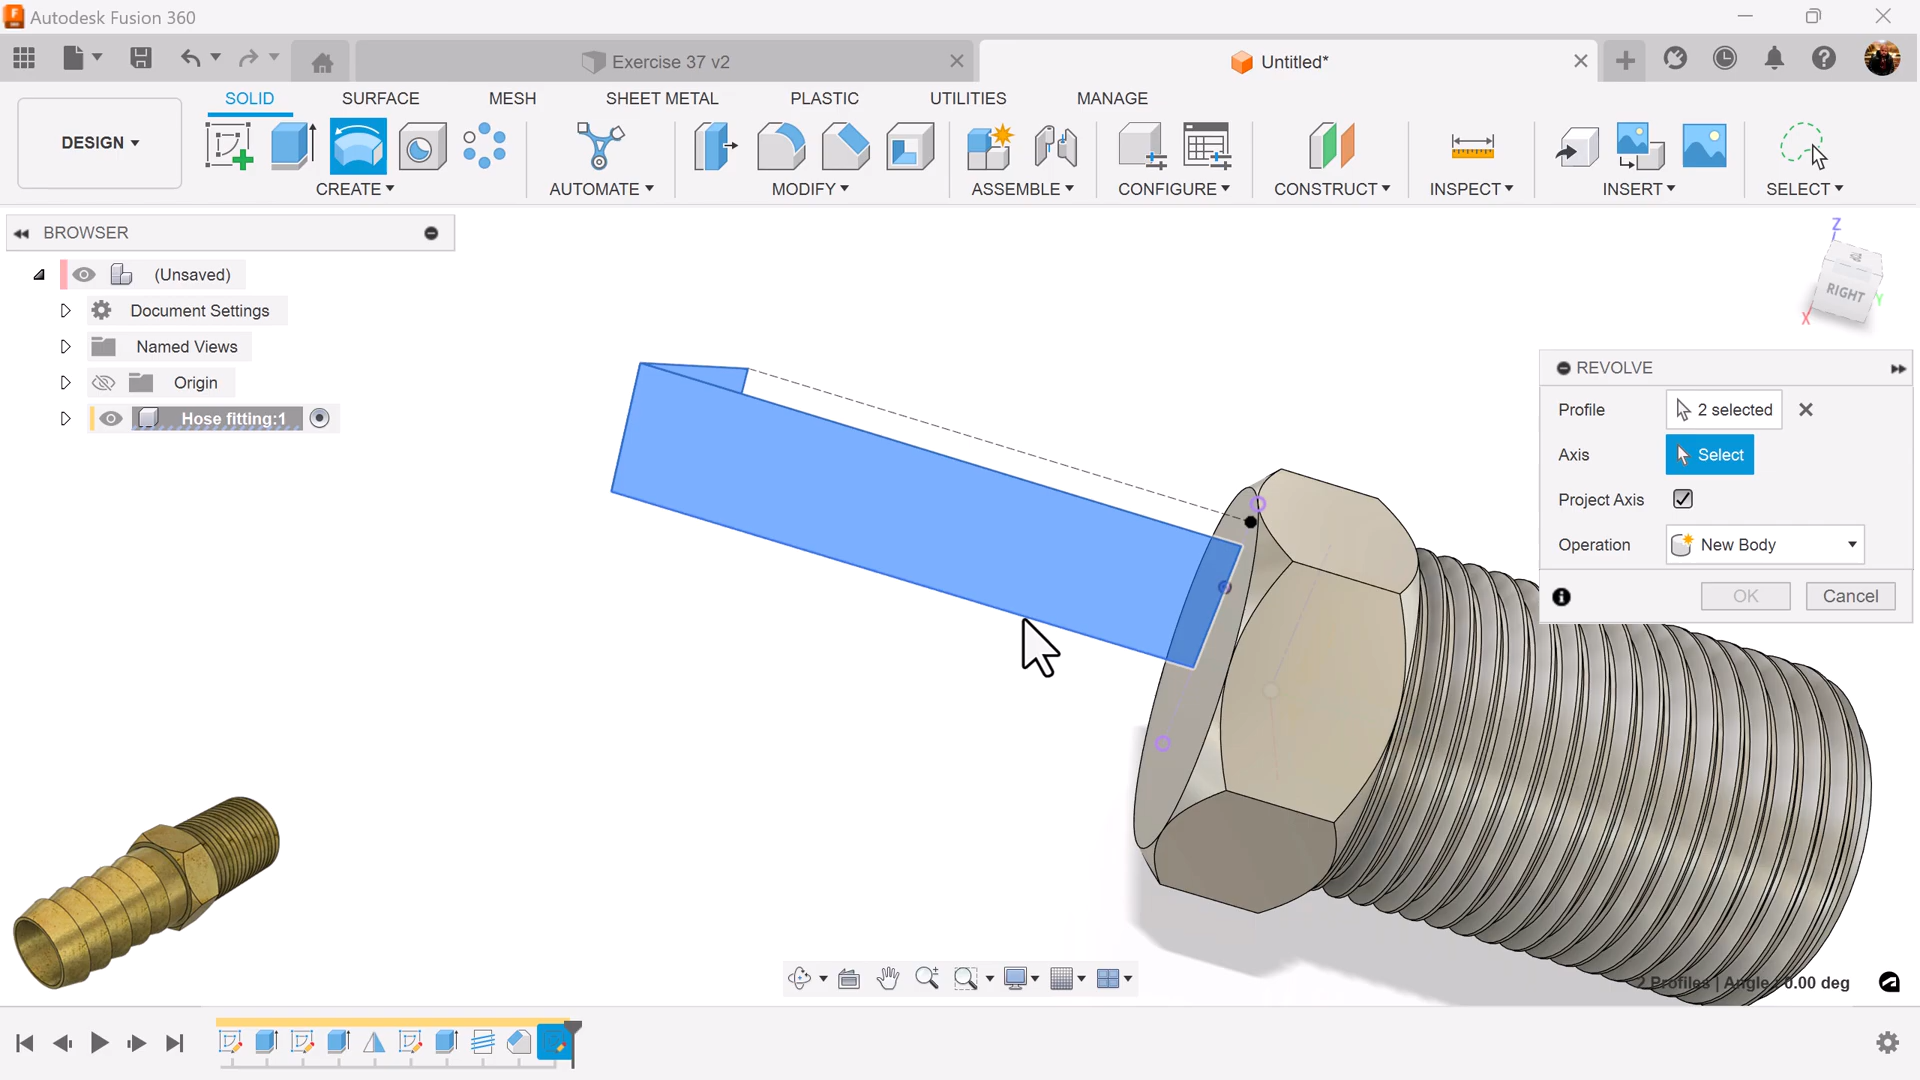 Autodesk Fusion 360
Exercise 37 v2
Untitled*
DESIGN
SOLID
SURFACE
MESH
SHEET METAL
PLASTIC
UTILITIES
MANAGE
CREATE
AUTOMATE
MODIFY
ASSEMBLE
CONFIGURE
CONSTRUCT
INSPECT
INSERT
SELECT
BROWSER
(Unsaved)
Document Settings
Named Views
Origin
Hose fitting:1
Z
RIGHT
Y
X
REVOLVE
Profile 2 selected
Axis Select
Project Axis
Operation New Body
OK Cancel
2 Profiles | Angle : 0.00 deg